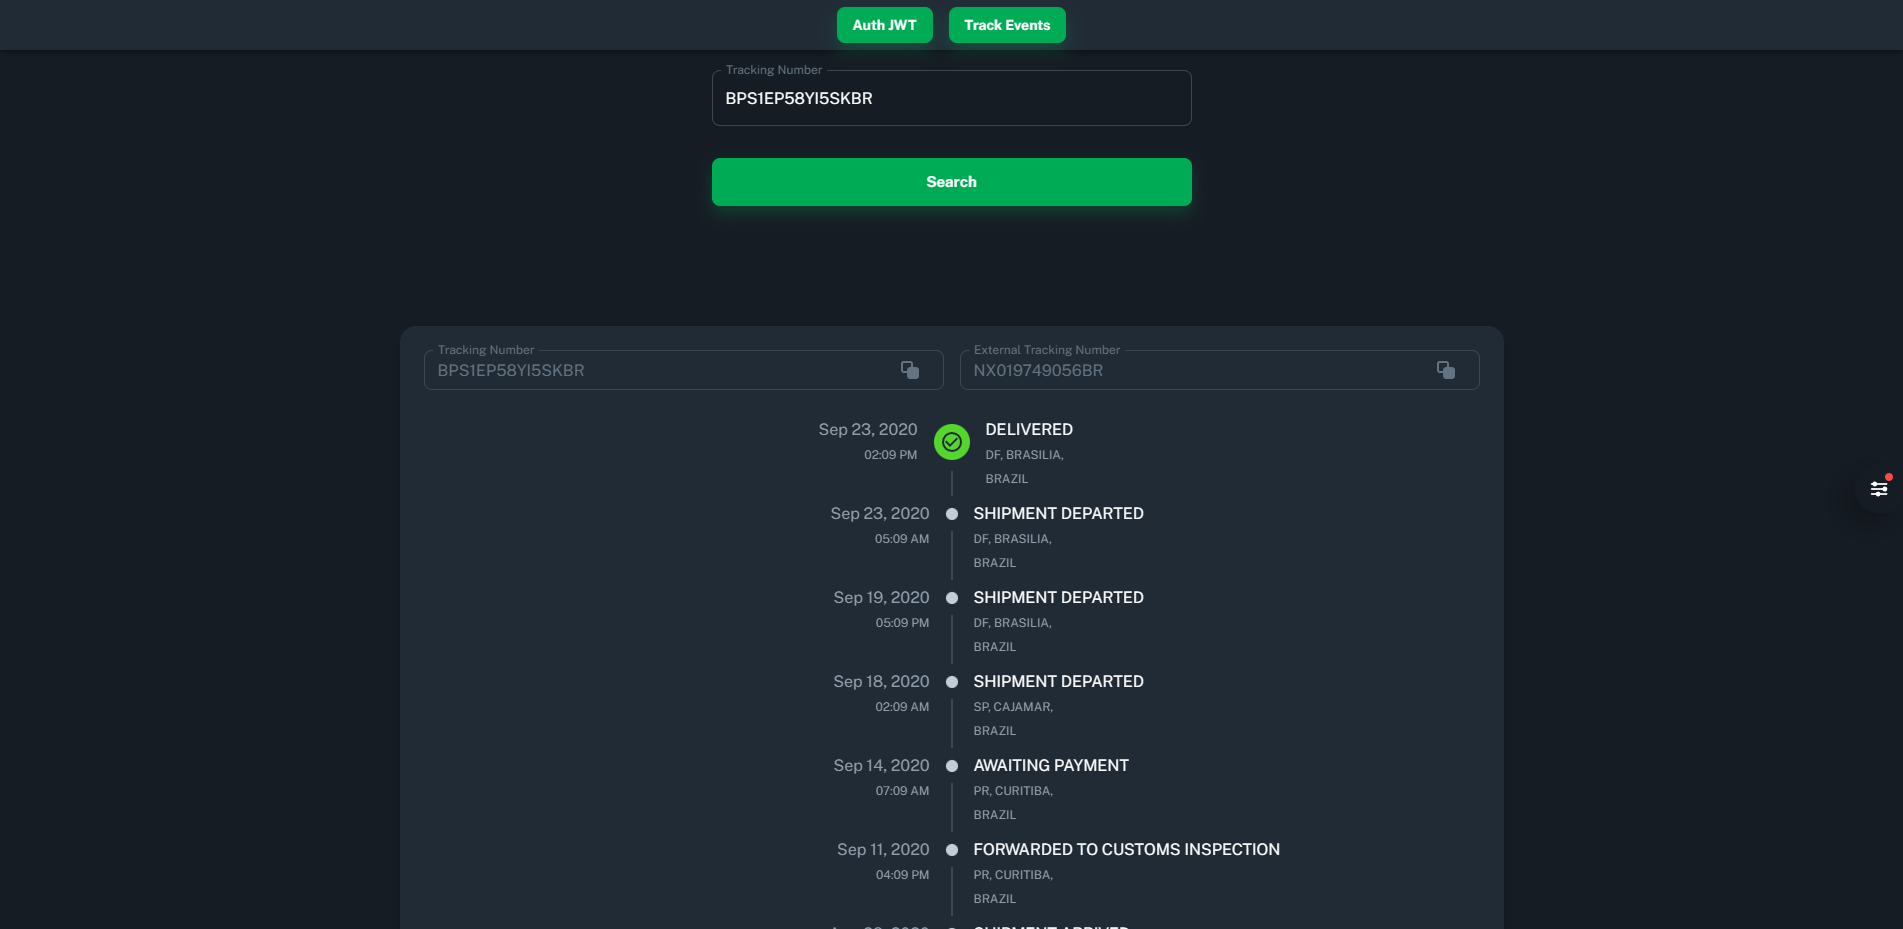 Auth JWT
Track Events
Tracking Number
BPS1EP58YI5SKBR
Search
Tracking Number
BPS1EP58YI5SKBR
External Tracking Number
NX019749056BR
Sep 23, 2020
02:09 PM
DELIVERED
DF, BRASILIA,
BRAZIL
Sep 23, 2020
05:09 AM
SHIPMENT DEPARTED
DF, BRASILIA,
BRAZIL
Sep 19, 2020
05:09 PM
SHIPMENT DEPARTED
DF, BRASILIA,
BRAZIL
Sep 18, 2020
02:09 AM
SHIPMENT DEPARTED
SP, CAJAMAR,
BRAZIL
Sep 14, 2020
07:09 AM
AWAITING PAYMENT
PR, CURITIBA,
BRAZIL
Sep 11, 2020
04:09 PM
FORWARDED TO CUSTOMS INSPECTION
PR, CURITIBA,
BRAZIL
SHIPMENT ARRIVED